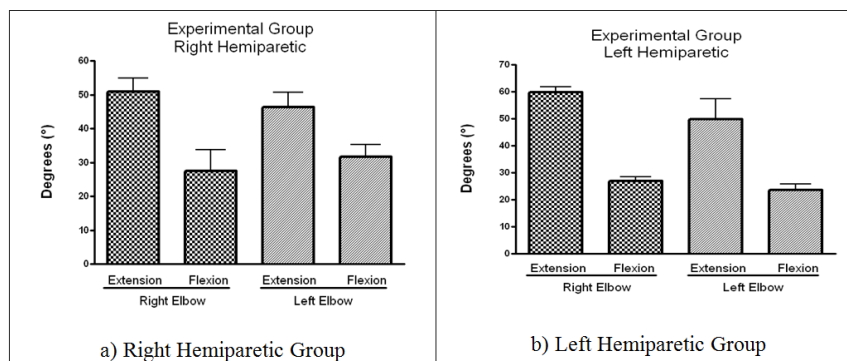 Experimental Group
Right Hemiparetic
Degrees (°)
60
50
40
30
20
10
0
Extension Flexion Extension Flexion
Right Elbow Left Elbow
a) Right Hemiparetic Group
Experimental Group
Left Hemiparetic
Degrees (°)
70
60
50
40
30
20
10
0
Extension Flexion Extension Flexion
Right Elbow Left Elbow
b) Left Hemiparetic Group